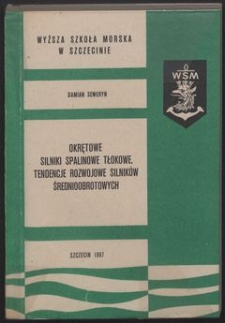 WYŻSZA SZKOŁA MORSKA
W SZCZECINIE
WSM
DAMIAN SEWERYN
OKRĘTOWE
SILNIKI SPALINOWE TŁOKOWE.
TENDENCJE ROZWOJOWE SILNIKÓW
ŚREDNIOOBROTOWYCH
SZCZECIN 1987